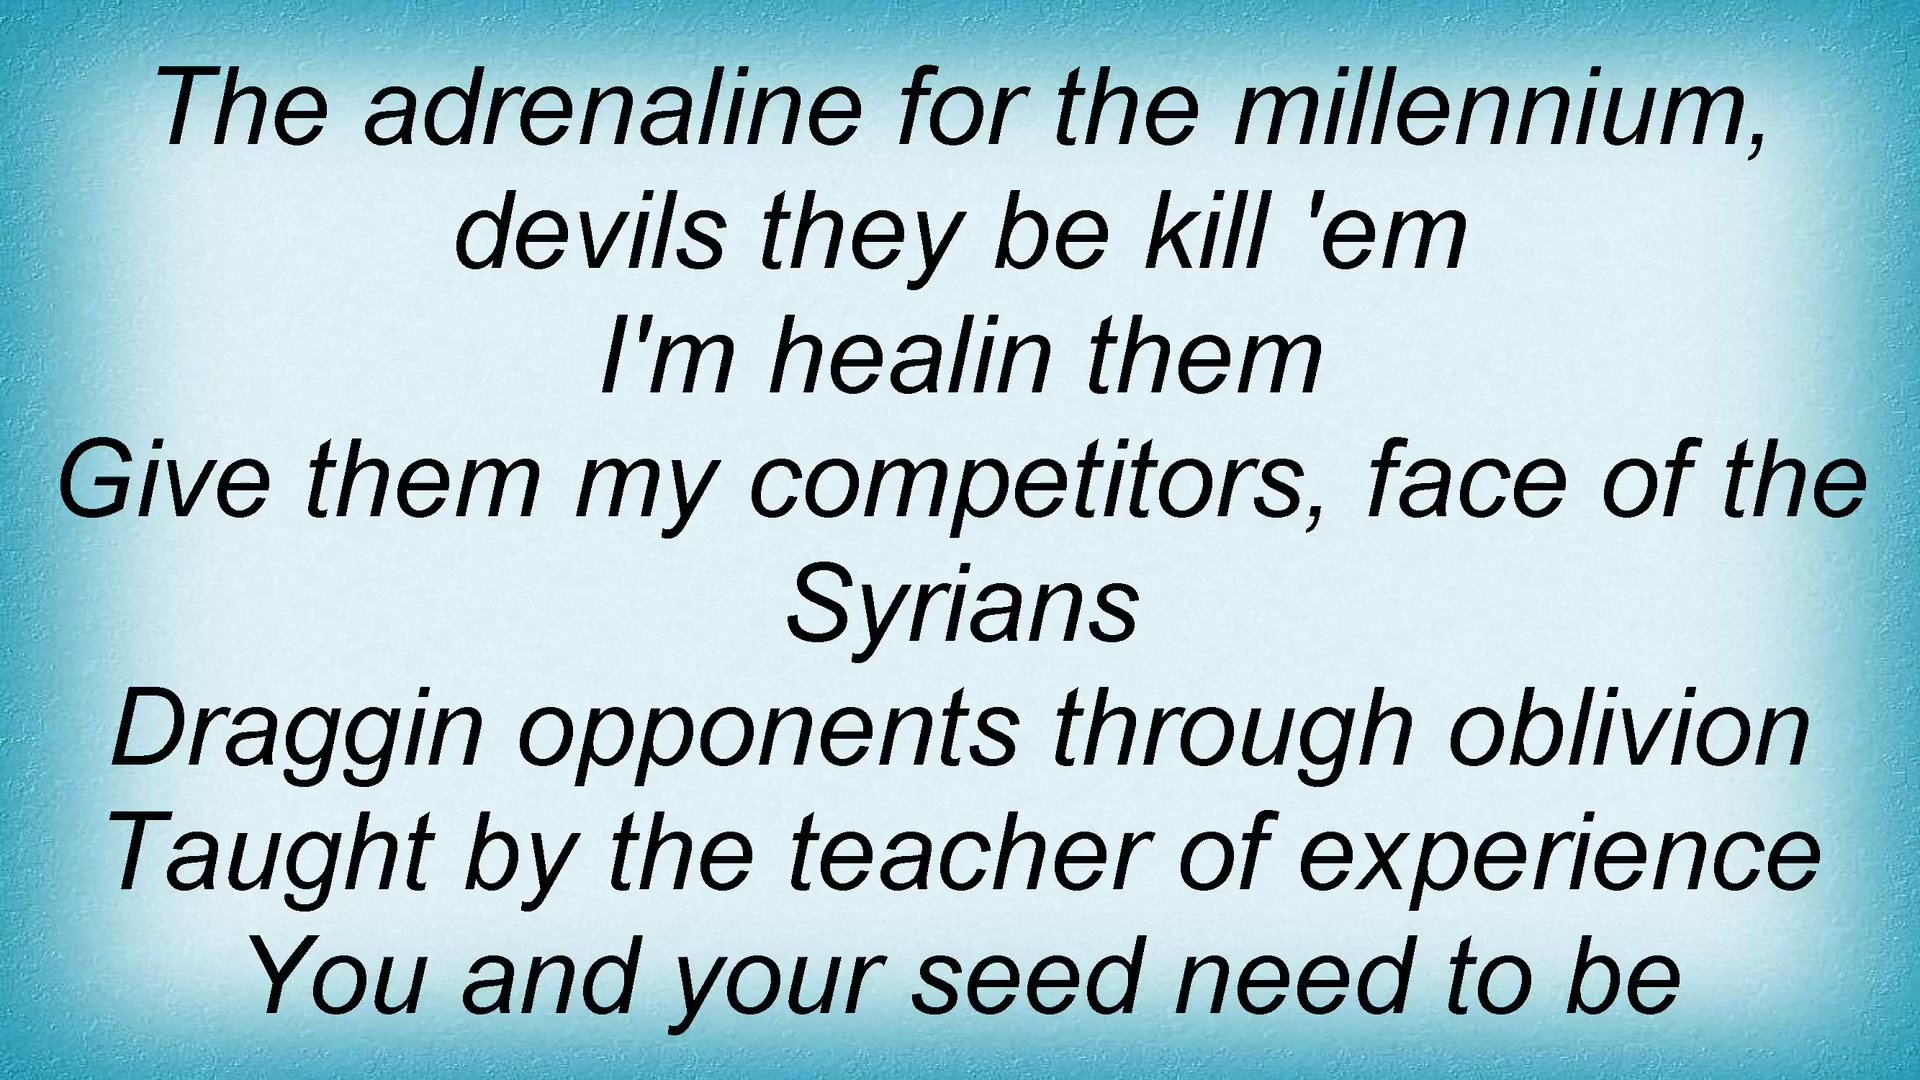 The adrenaline for the millennium,
devils they be kill 'em
I'm healin them
Give them my competitors, face of the
Syrians
Draggin opponents through oblivion
Taught by the teacher of experience
You and your seed need to be